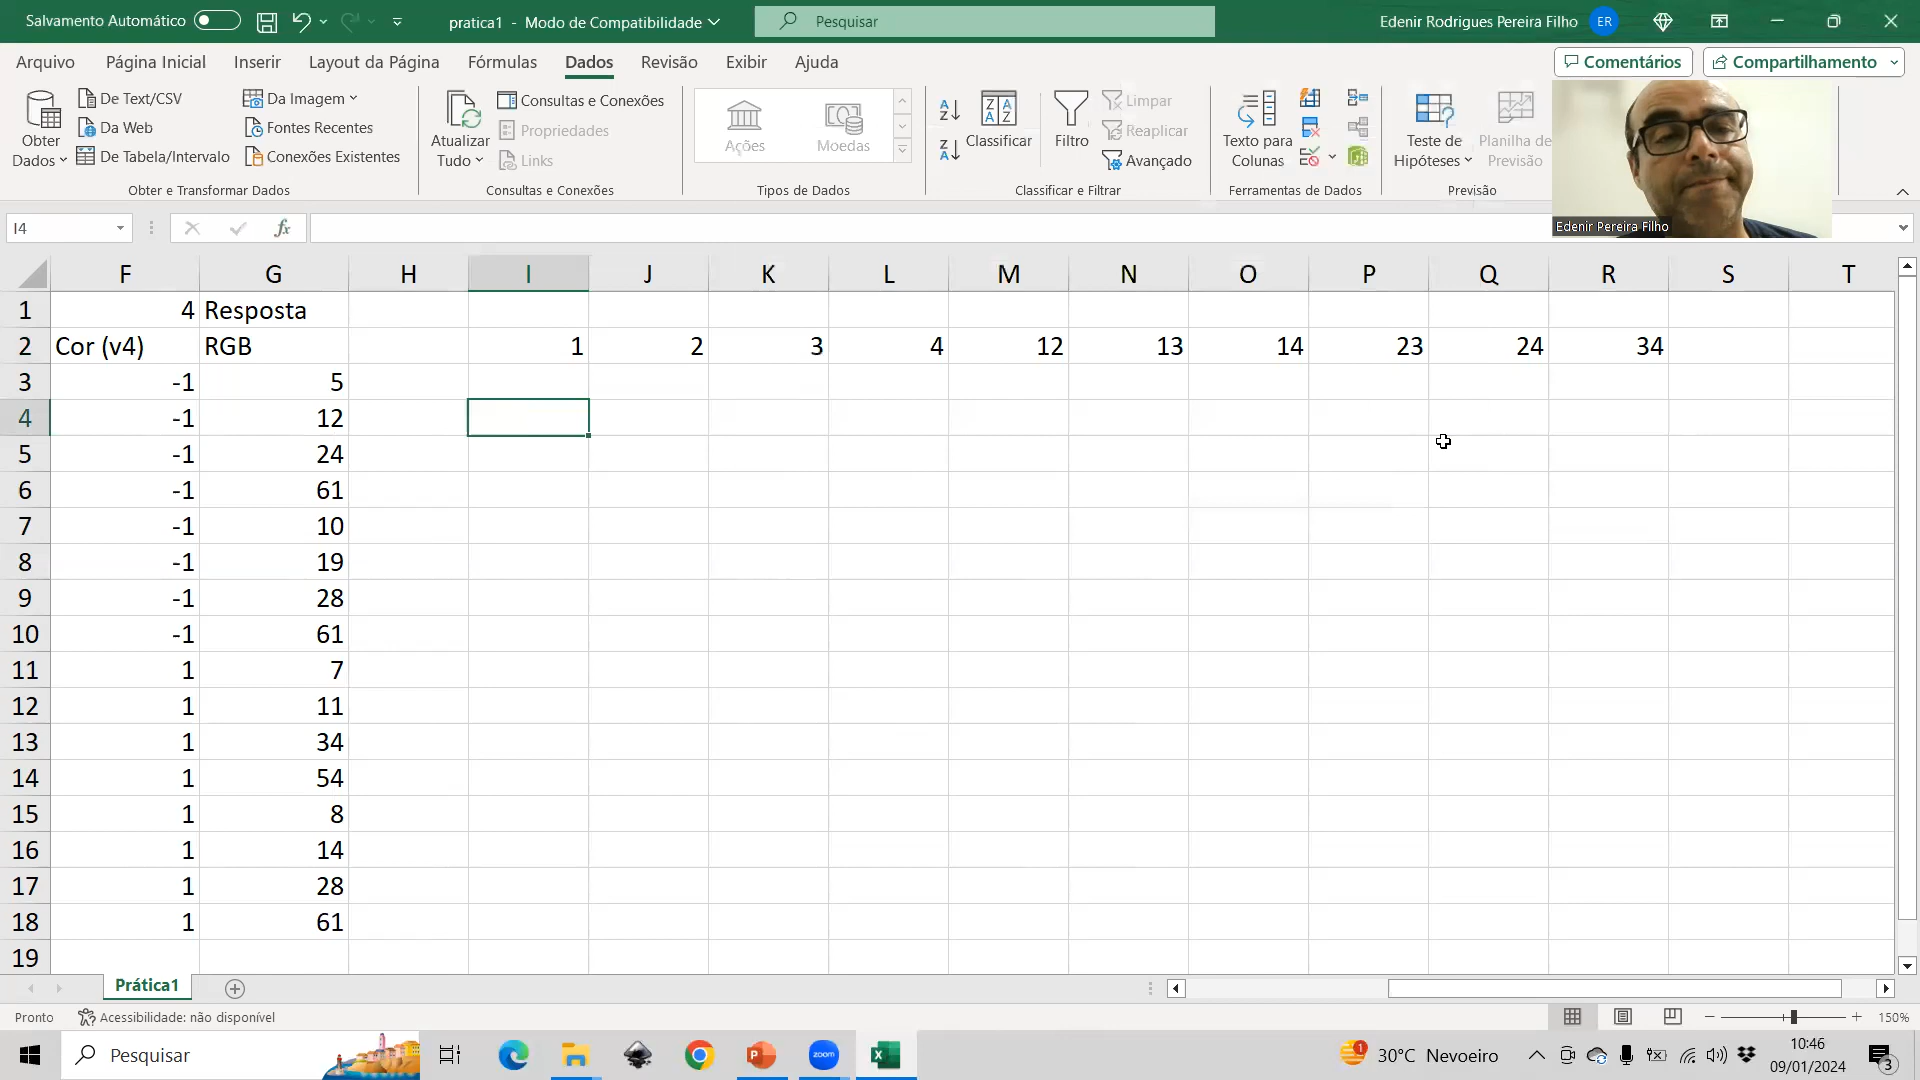 Salvamento Automático
pratica1 - Modo de Compatibilidade
Pesquisar
Edenir Rodrigues Pereira Filho
ER
Arquivo
Página Inicial
Inserir
Layout da Página
Fórmulas
Dados
Revisão
Exibir
Ajuda
Comentários
Compartilhamento
Obter Dados
De Text/CSV
Da Web
De Tabela/Intervalo
Da Imagem
Fontes Recentes
Conexões Existentes
Obter e Transformar Dados
Atualizar Tudo
Consultas e Conexões
Propriedades
Links
Consultas e Conexões
Ações
Moedas
Tipos de Dados
Classificar
Filtro
Limpar
Reaplicar
Avançado
Classificar e Filtrar
Texto para Colunas
Ferramentas de Dados
Teste de Hipóteses
Planilha de Previsão
Previsão
Edenir Pereira Filho
I4
fx
F G H I J K L M N O P Q R S T
1 4 Resposta
2 Cor (v4) RGB 1 2 3 4 12 13 14 23 24 34
3 -1 5
4 -1 12
5 -1 24
6 -1 61
7 -1 10
8 -1 19
9 -1 28
10 -1 61
11 1 7
12 1 11
13 1 34
14 1 54
15 1 8
16 1 14
17 1 28
18 1 61
19
Prática1
Pronto
Acessibilidade: não disponível
150%
Pesquisar
zoom
30°C Nevoeiro
10:46
09/01/2024
3